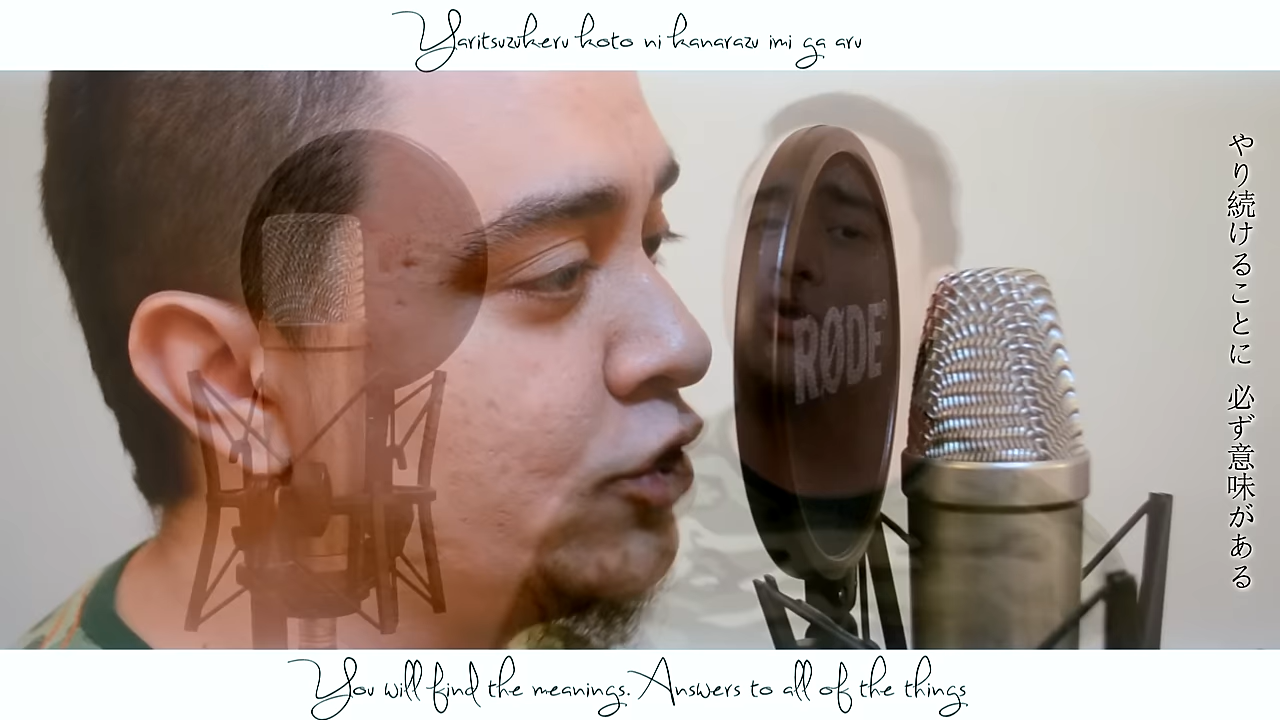 Yaritsuzukeru koto ni kanarazu imi ga aru
RØDE
やり続けることに 必ず意味がある
You will find the meanings. Answers to all of the things